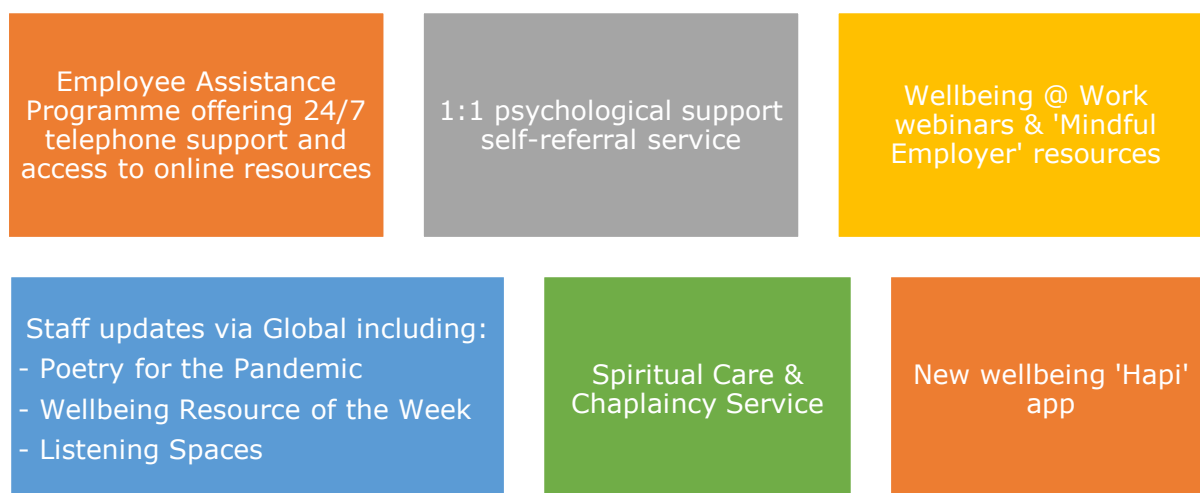 Employee Assistance
Programme offering 24/7
telephone support and
access to online resources
1:1 psychological support
self-referral service
Wellbeing @ Work
webinars & 'Mindful
Employer' resources
Staff updates via Global including:
- Poetry for the Pandemic
- Wellbeing Resource of the Week
- Listening Spaces
Spiritual Care &
Chaplaincy Service
New wellbeing 'Hapi'
app